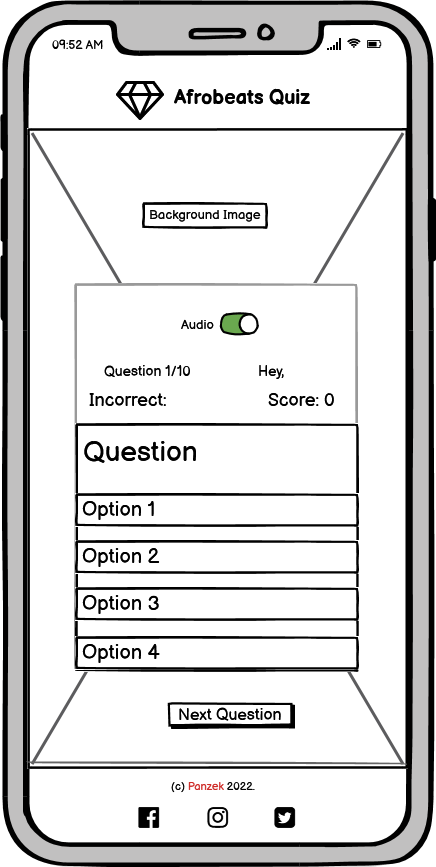 09:52 AM
Afrobeats Quiz
Background Image
Audio
Question 1/10 Hey,
Incorrect: Score: 0
Question
Option 1
Option 2
Option 3
Option 4
Next Question
(c) Panzek 2022.